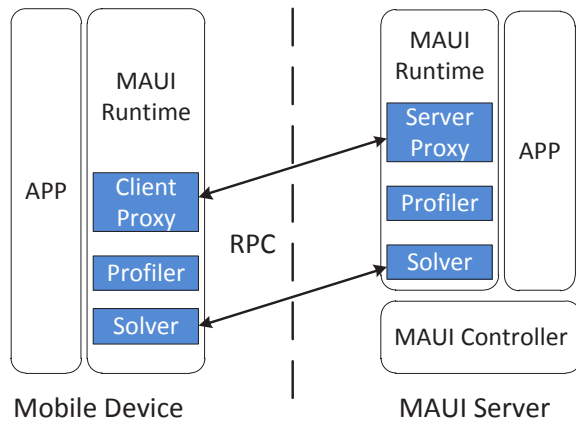 APP
MAUI
Runtime
Client
Proxy
Profiler
Solver
Mobile Device
RPC
MAUI
Runtime
Server
Proxy
Profiler
Solver
APP
MAUI Controller
MAUI Server